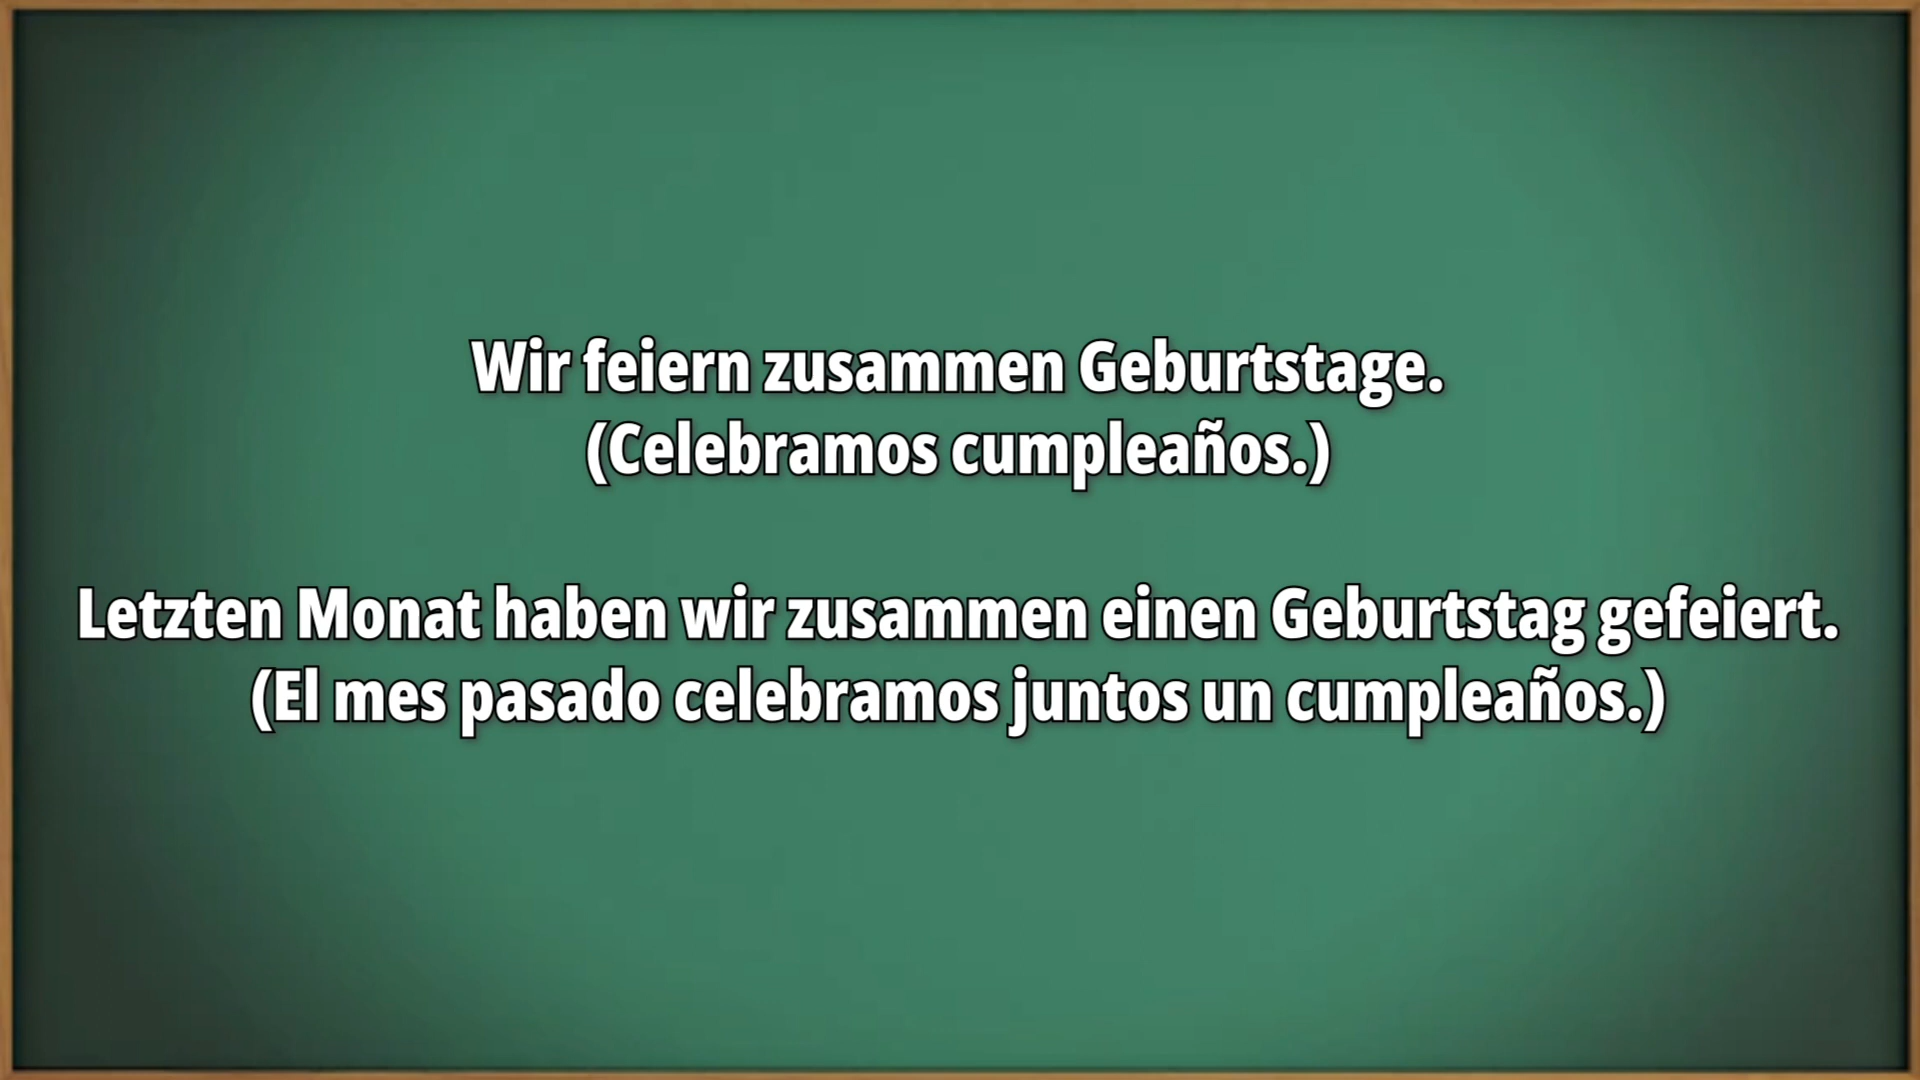 Wir feiern zusammen Geburtstage.
(Celebramos cumpleaños.)
Letzten Monat haben wir zusammen einen Geburtstag gefeiert.
(El mes pasado celebramos juntos un cumpleaños.)